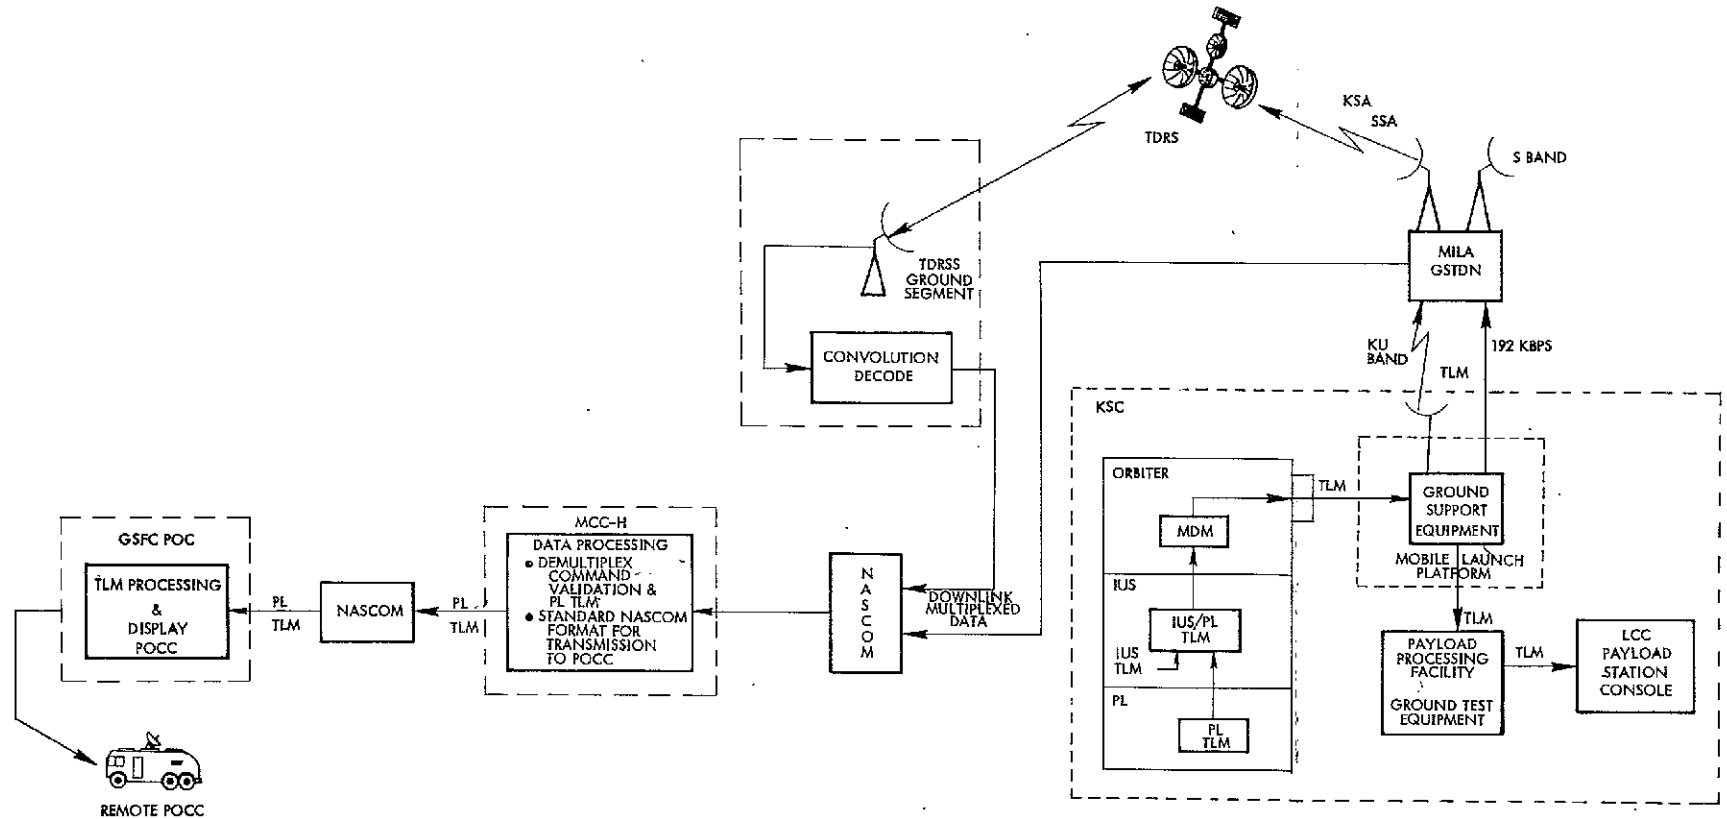 KSA
SSA
TDRS
S BAND
TDRSS
GROUND
SEGMENT
MILA
GSTDN
CONVOLUTION
DECODE
KU
BAND
192 KBPS
TLM
KSC
ORBITER
TLM
GROUND
SUPPORT
EQUIPMENT
MDM
MOBILE LAUNCH
PLATFORM
GSFC POC
TLM PROCESSING
&
DISPLAY
POCC
PL
TLM
NASCOM
PL
TLM
MCC-H
DATA PROCESSING
• DEMULTIPLEX
COMMAND
VALIDATION &
PL TLM
• STANDARD NASCOM
FORMAT FOR
TRANSMISSION
TO POCC
NASCOM
DOWNLINK
MULTIPLEXED
DATA
IUS
IUS/PL
TLM
IUS
TLM
PL
PL
TLM
TLM
PAYLOAD
PROCESSING
FACILITY
GROUND TEST
EQUIPMENT
TLM
LCC
PAYLOAD
STATION
CONSOLE
REMOTE POCC